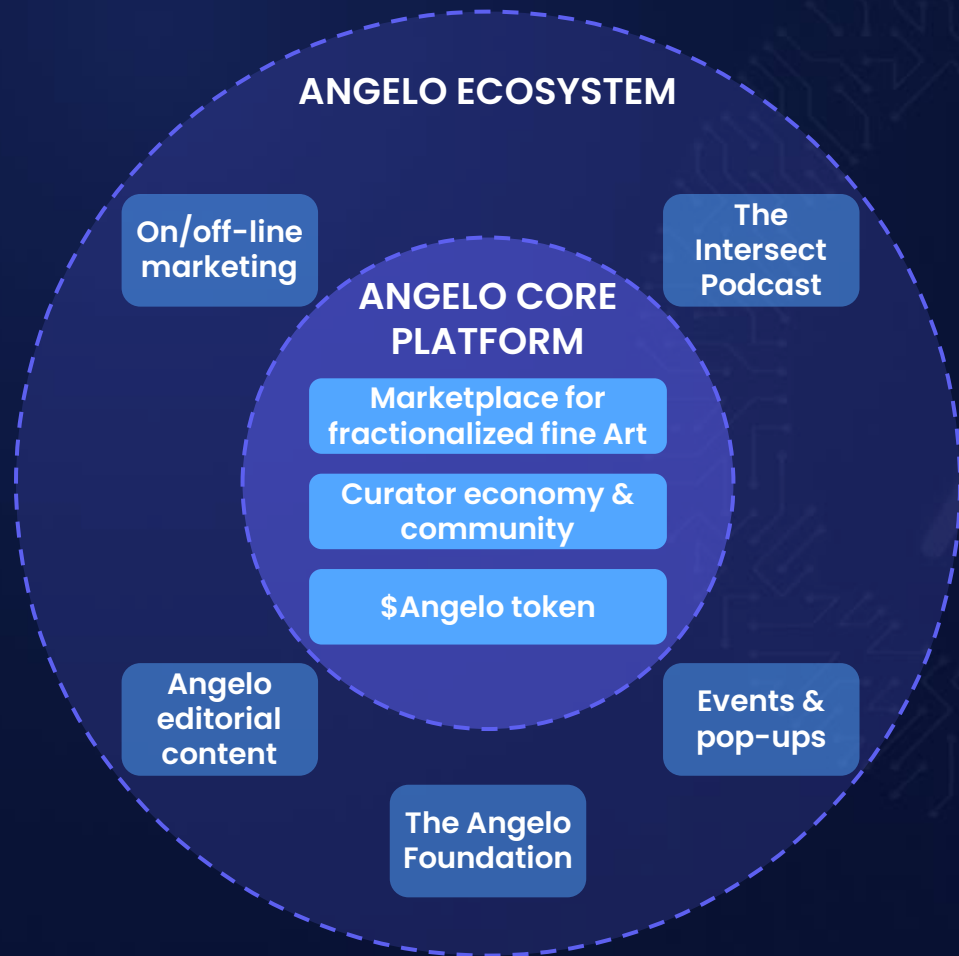 ANGELO ECOSYSTEM
On/off-line
marketing
The
Intersect
Podcast
ANGELO CORE
PLATFORM
Marketplace for
fractionalized fine Art
Curator economy &
community
$Angelo token
Angelo
editorial
content
Events &
pop-ups
The Angelo
Foundation